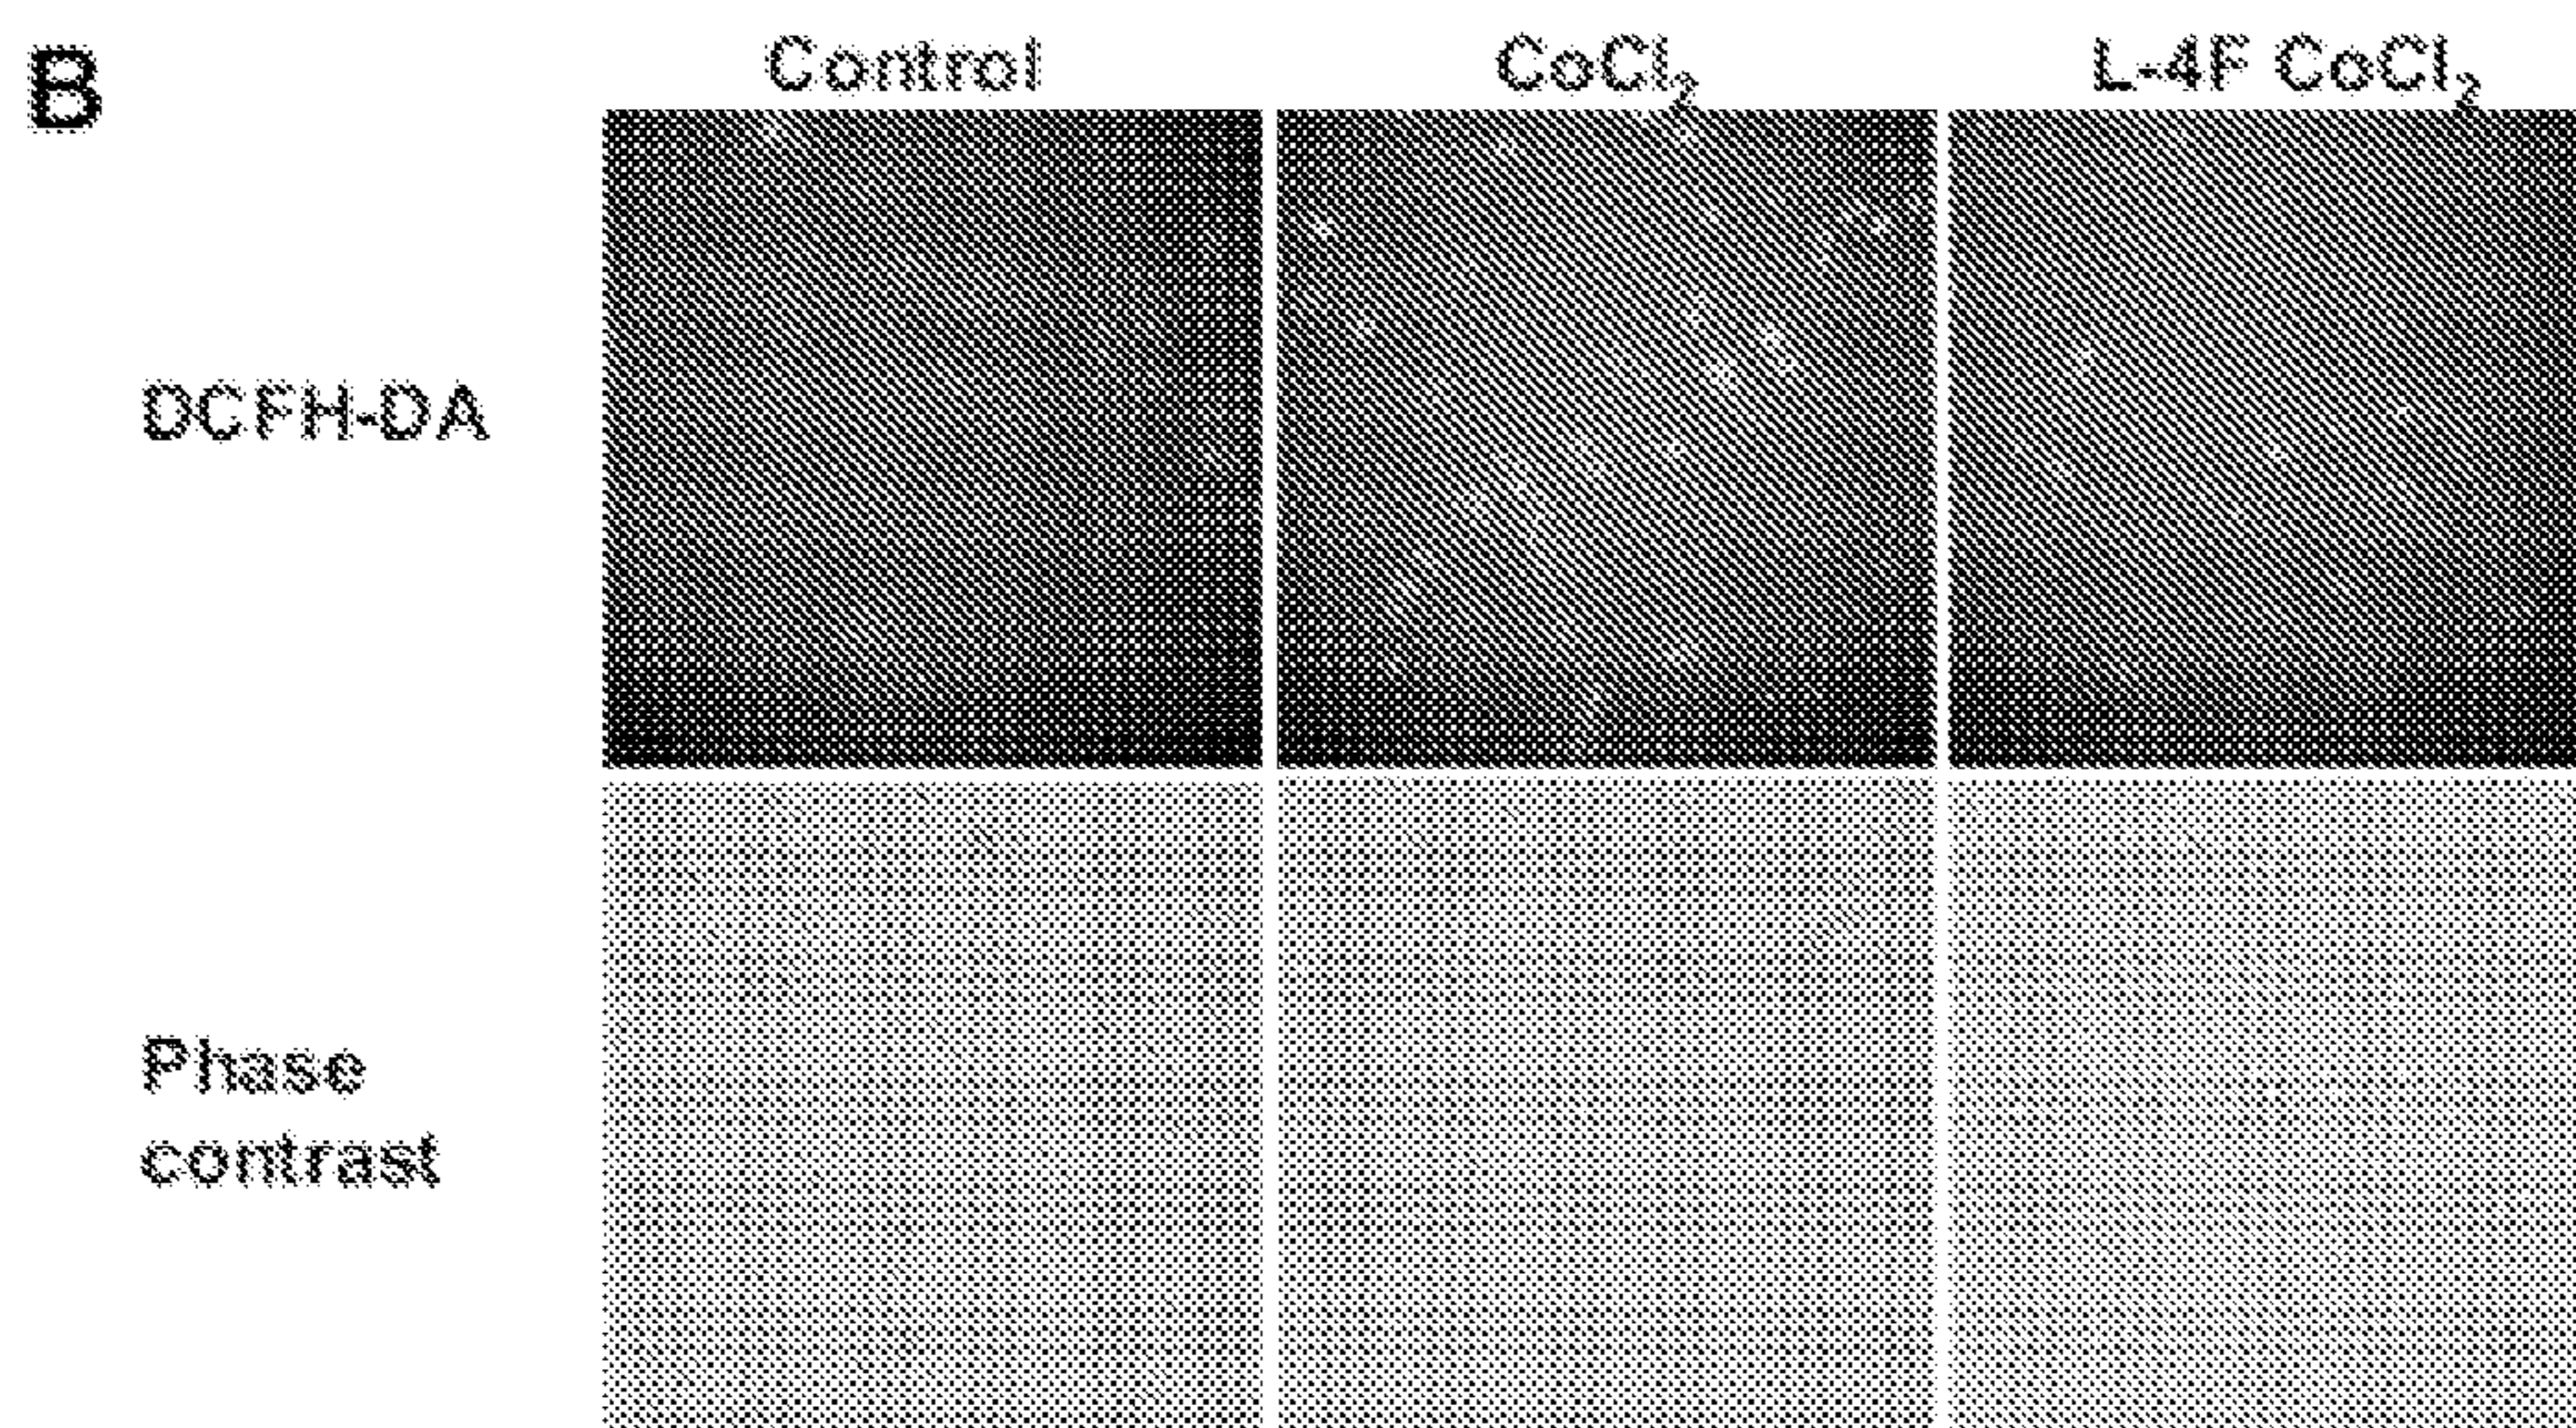 B
Control CoCl₂ L-4F CoCl₂
DCFH-DA
Phase
contrast